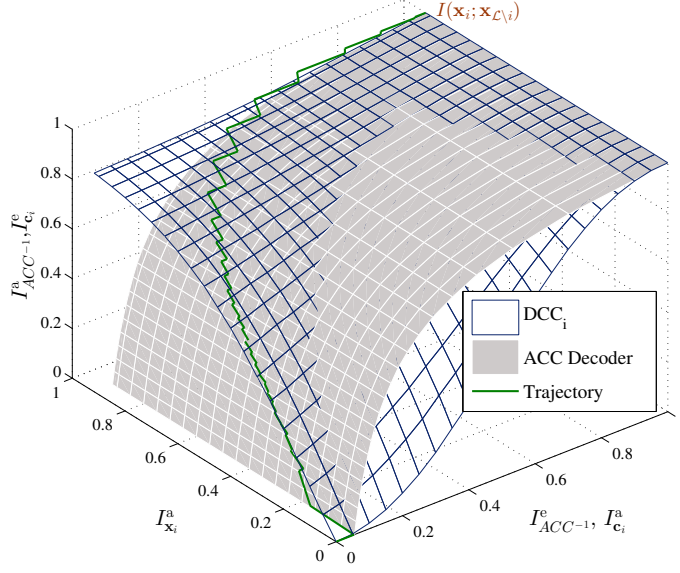 I(x_i; x_{L\i})
1
0.8
0.6
0.4
0.2
0
I^a_{ACC^{-1}}, I^e_{c_i}
1
0.8
0.6
0.4
0.2
0
I^a_{x_i}
0
0.2
0.4
0.6
0.8
I^e_{ACC^{-1}}, I^a_{c_i}
DCC_i
ACC Decoder
Trajectory